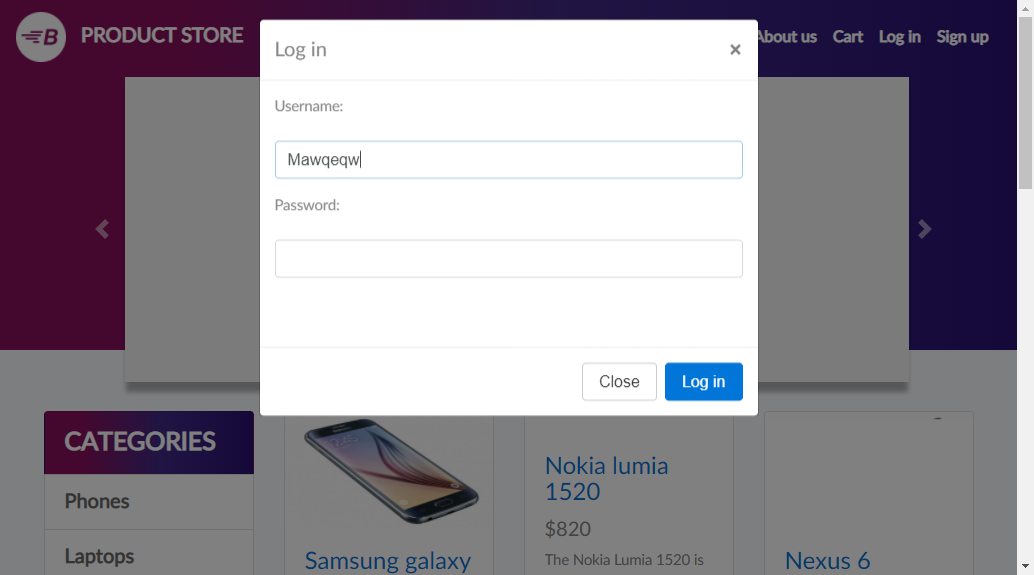 PRODUCT STORE
About us
Cart
Log in
Sign up
Log in
×
Username:
Mawqeqw
Password:
Close
Log in
CATEGORIES
Phones
Laptops
Samsung galaxy
Nokia lumia
1520
$820
The Nokia Lumia 1520 is
Nexus 6